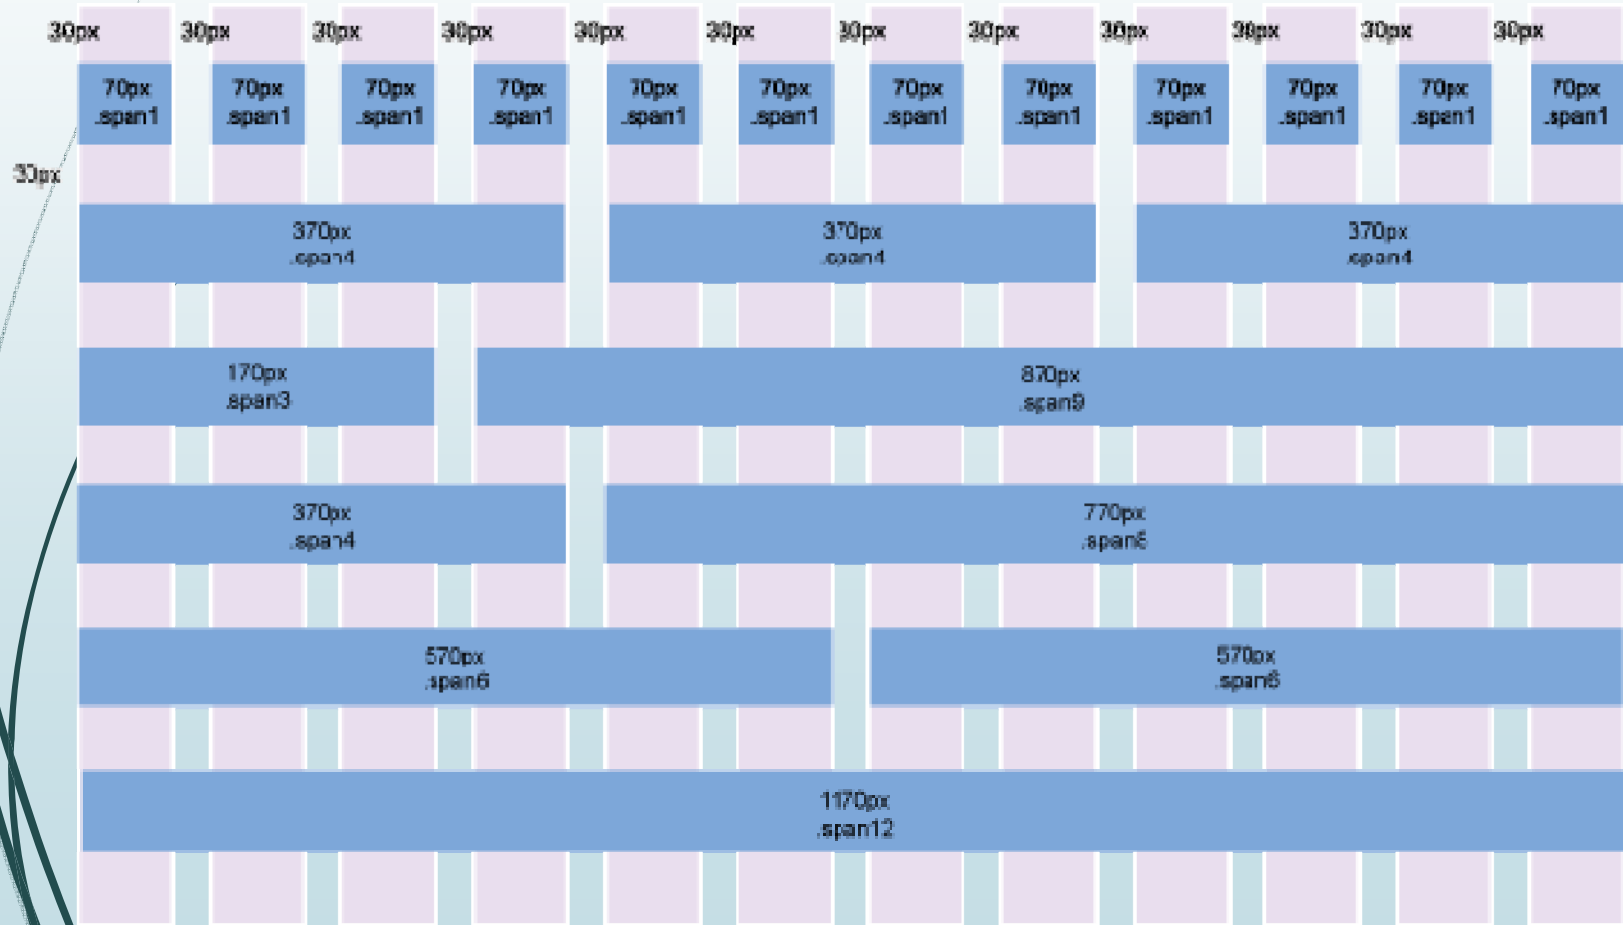 30px 30px 30px 30px 30px 30px 30px 30px 30px 30px 30px 30px
70px 70px 70px 70px 70px 70px 70px 70px 70px 70px 70px 70px
.span1 .span1 .span1 .span1 .span1 .span1 .span1 .span1 .span1 .span1 .span1 .span1
30px
370px 370px 370px
.span4 .span4 .span4
170px 870px
.span3 .span9
370px 770px
.span4 .span8
570px 570px
.span6 .span6
1170px
.span12